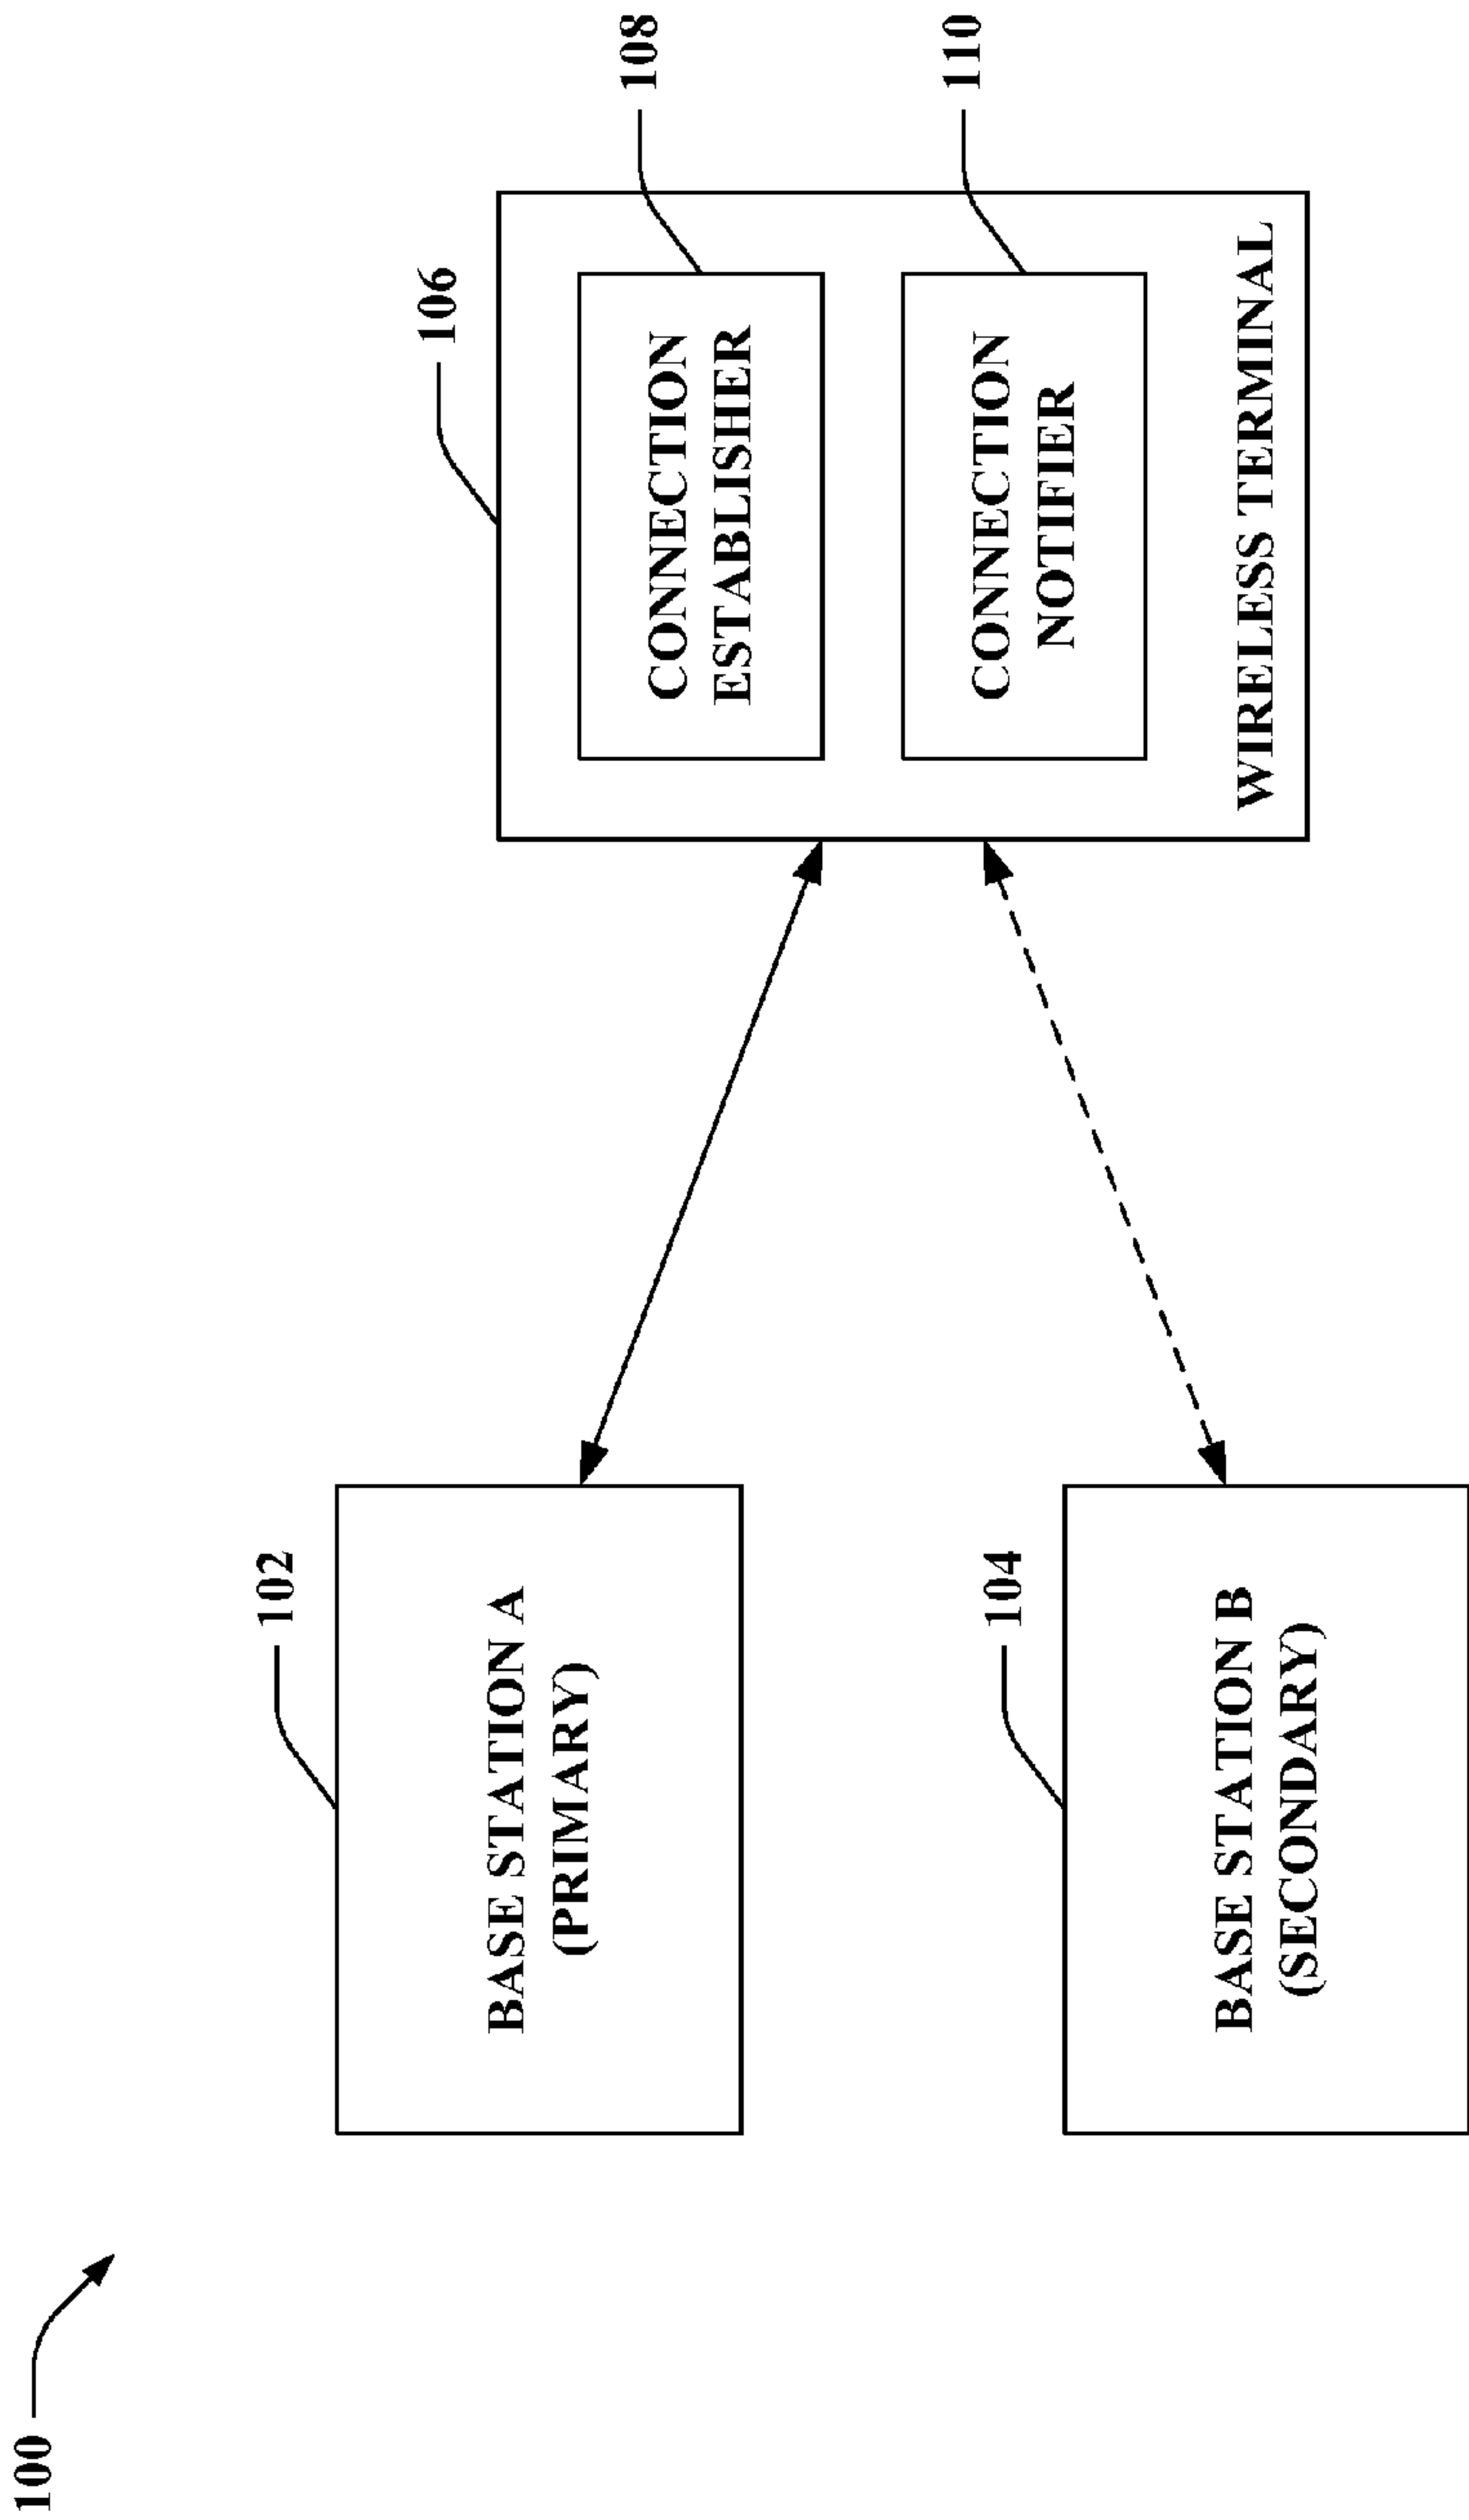 100
102
BASE STATION A
(PRIMARY)
104
BASE STATION B
(SECONDARY)
106
108
CONNECTION
ESTABLISHER
110
CONNECTION
NOTIFIER
WIRELESS TERMINAL